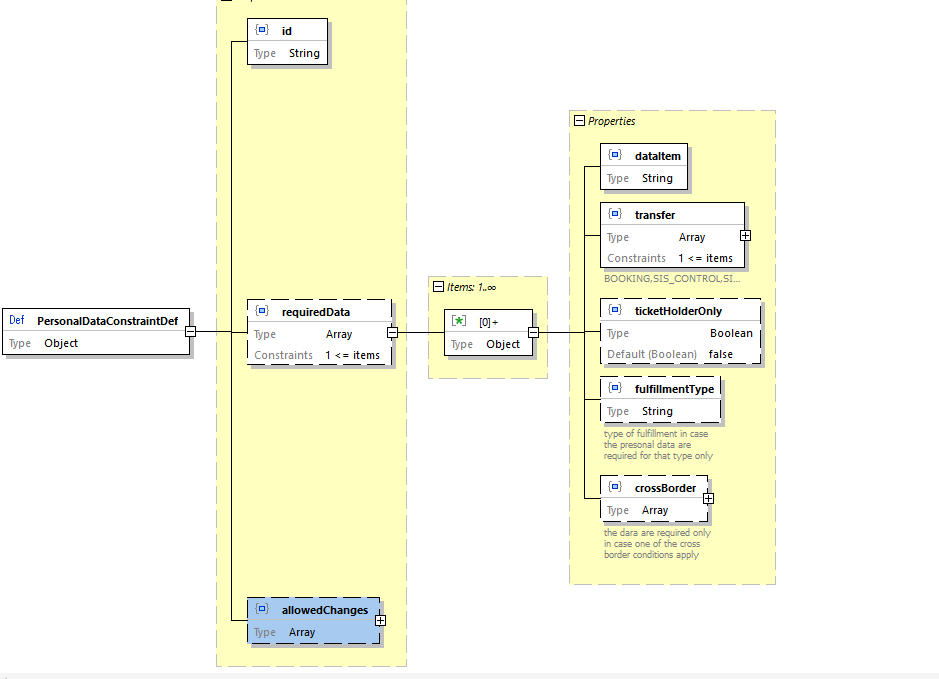 id
Type String
Properties
dataItem
Type String
transfer
Type Array
Constraints 1 <= items
BOOKING,SIS_CONTROL,SI...
Items: 1..∞
Def PersonalDataConstraintDef
Type Object
requiredData
Type Array
Constraints 1 <= items
[0]+
Type Object
ticketHolderOnly
Type Boolean
Default (Boolean) false
fulfillmentType
Type String
type of fulfillment in case
the presonal data are
required for that type only
crossBorder
Type Array
the dara are required only
in case one of the cross
border conditions apply
allowedChanges
Type Array